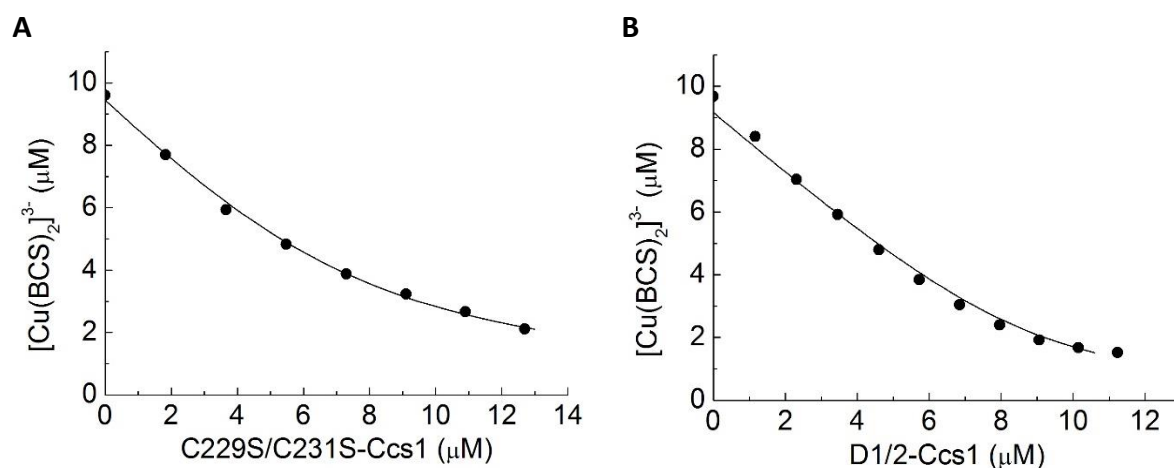 A
B
[Cu(BCS)₂]³⁻ (μM)
10
8
6
4
2
0
0 2 4 6 8 10 12 14
C229S/C231S-Ccs1 (μM)
[Cu(BCS)₂]³⁻ (μM)
10
8
6
4
2
0
0 2 4 6 8 10 12
D1/2-Ccs1 (μM)